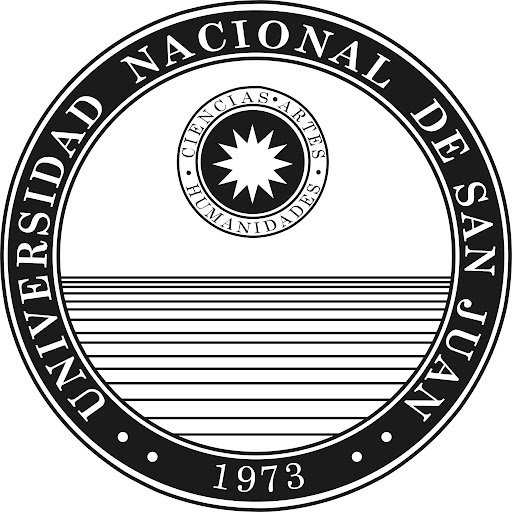 UNIVERSIDAD NACIONAL DE SAN JUAN
CIENCIAS • ARTES
• HUMANIDADES •
• • 1973 • •